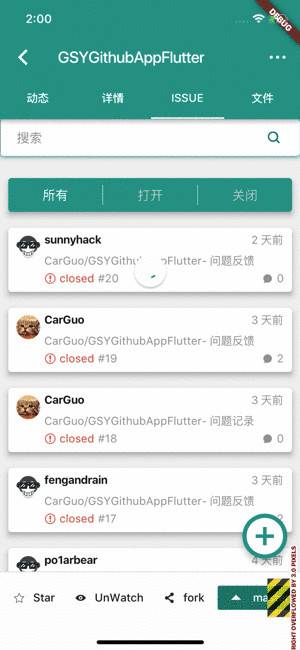 2:00
DEBUG
GSYGithubAppFlutter
动态 详情 ISSUE 文件
搜索
所有 打开 关闭
sunnyhack 2 天前
CarGuo/GSYGithubAppFlutter- 问题反馈
closed #20 0
CarGuo 3 天前
CarGuo/GSYGithubAppFlutter- 问题反馈
closed #19 2
CarGuo 3 天前
CarGuo/GSYGithubAppFlutter- 问题记录
closed #18 0
fengandrain 3 天前
CarGuo/GSYGithubAppFlutter- 问题反馈
closed #17 2
po1arbear 4 天前
Star UnWatch fork ma
RIGHT OVERFLOWED BY 3.0 PIXELS